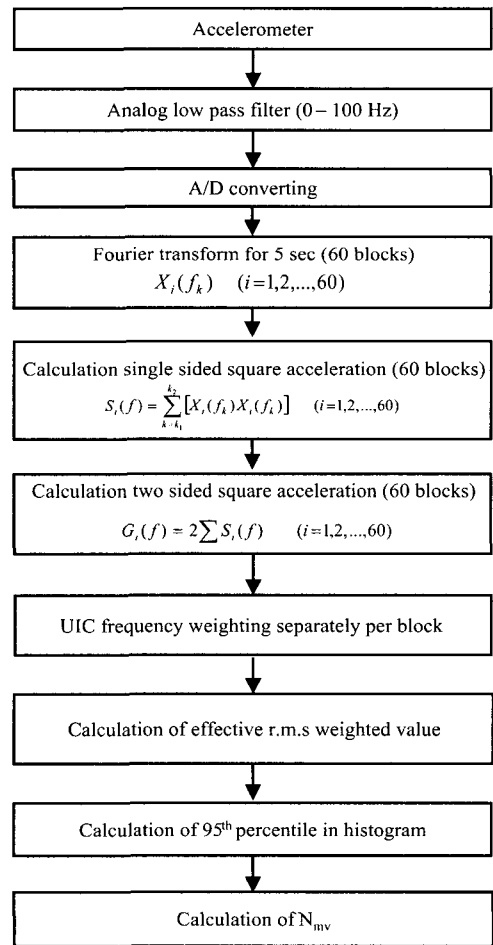 Accelerometer
Analog low pass filter (0 – 100 Hz)
A/D converting
Fourier transform for 5 sec (60 blocks)
X_i(f_k) (i=1,2,...,60)
Calculation single sided square acceleration (60 blocks)
S_i(f) = ∑_{k=k_1}^{k_2} [X_i(f_k)X_i(f_k)] (i=1,2,...,60)
Calculation two sided square acceleration (60 blocks)
G_i(f) = 2∑ S_i(f) (i=1,2,...,60)
UIC frequency weighting separately per block
Calculation of effective r.m.s weighted value
Calculation of 95th percentile in histogram
Calculation of N_mv